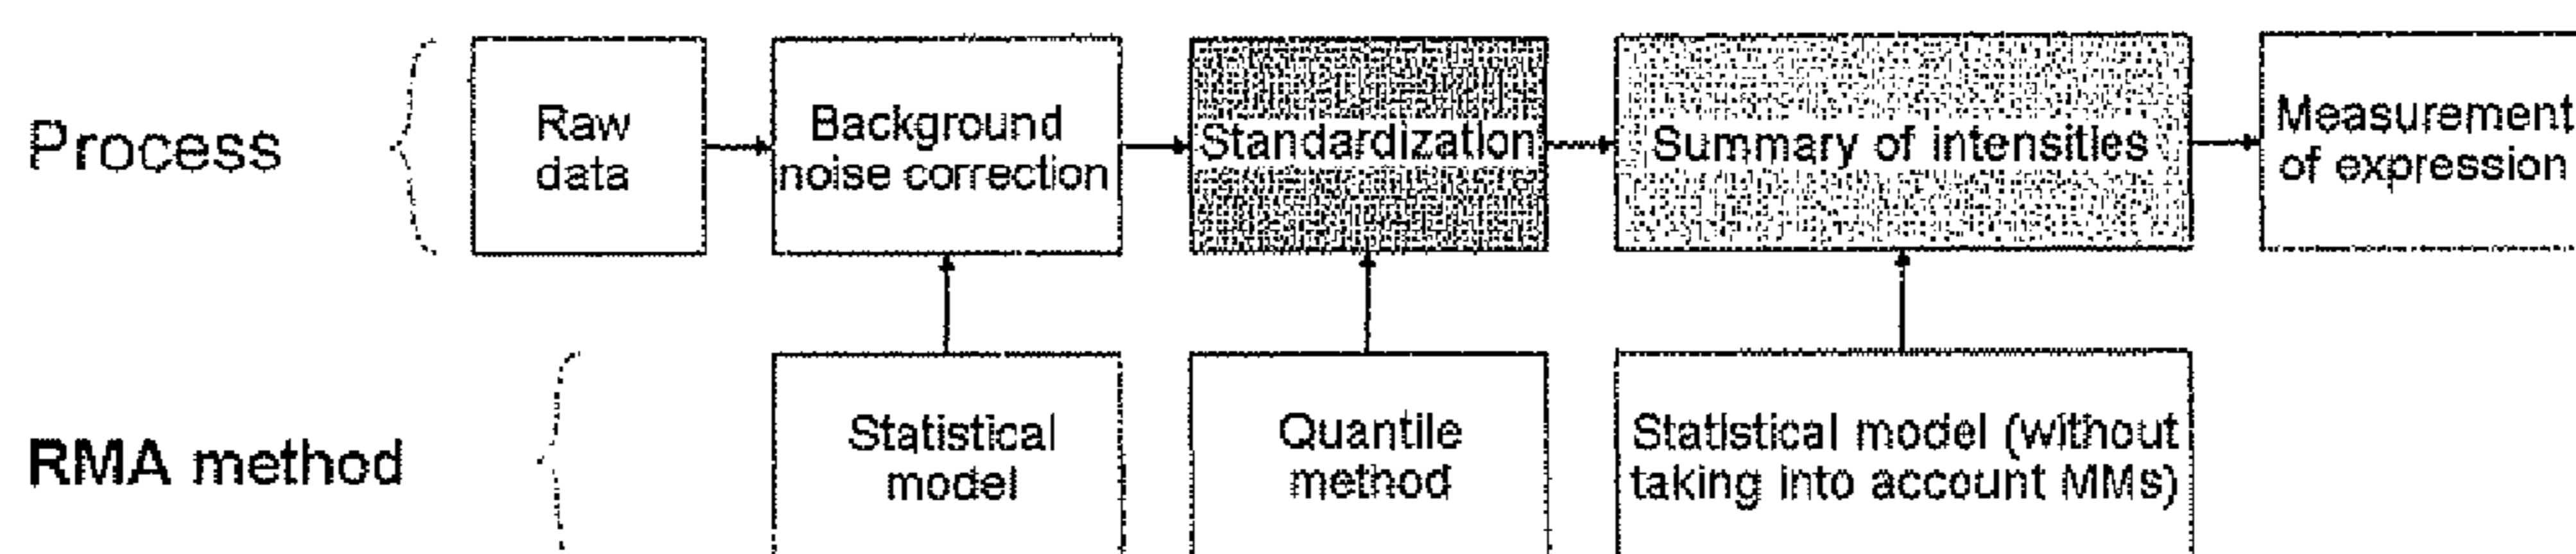 Process
Raw
data
Background
noise correction
Standardization
Summary of intensities
Measurement
of expression
RMA method
Statistical
model
Quantile
method
Statistical model (without
taking into account MMs)